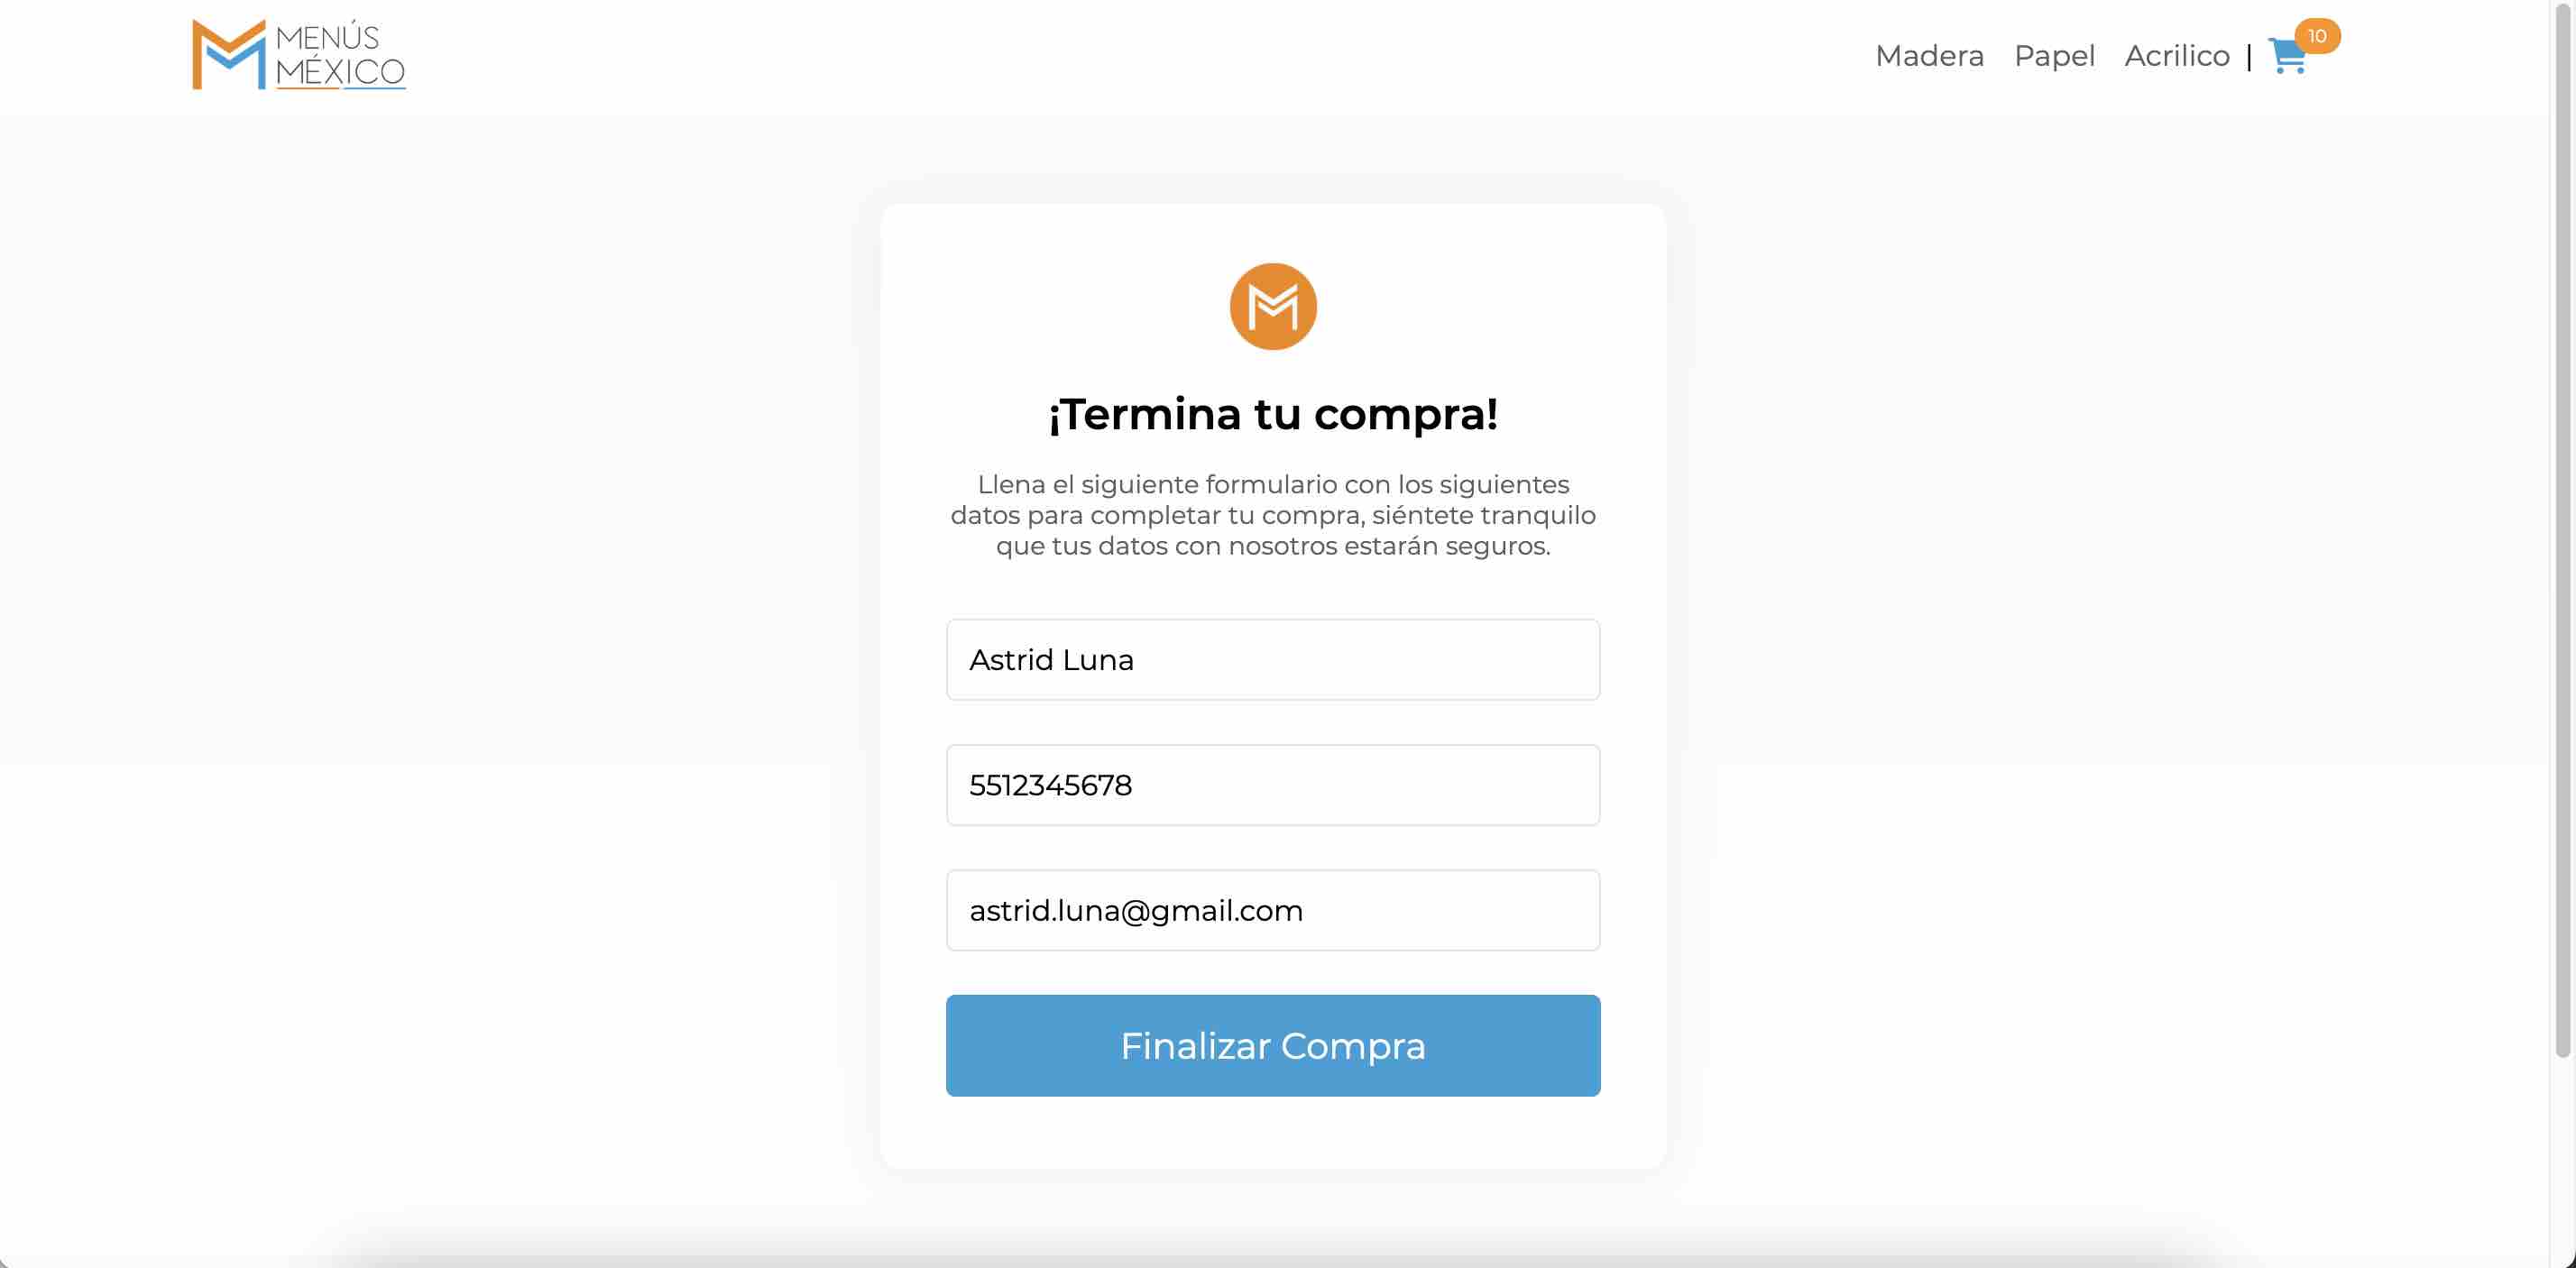 MENÚS
MÉXICO
Madera Papel Acrilico | 10
¡Termina tu compra!
Llena el siguiente formulario con los siguientes
datos para completar tu compra, siéntete tranquilo
que tus datos con nosotros estarán seguros.
Astrid Luna
5512345678
astrid.luna@gmail.com
Finalizar Compra